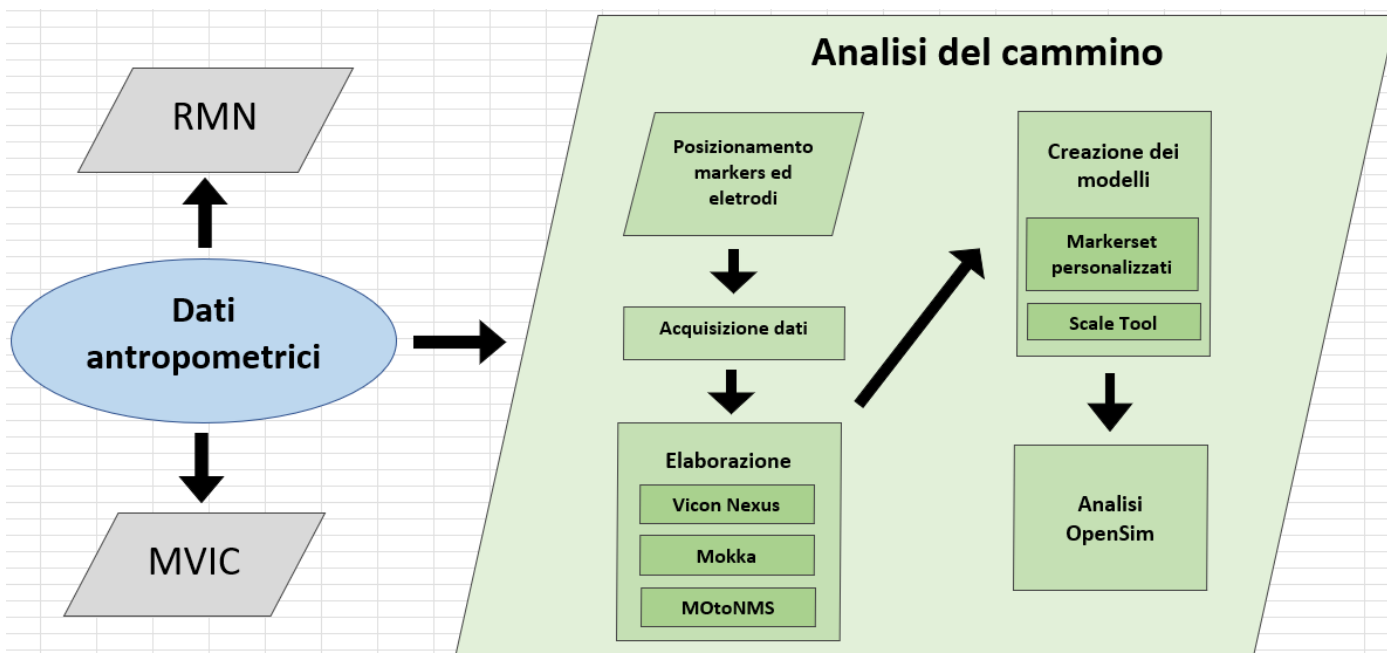 RMN
Dati
antropometrici
MVIC
Analisi del cammino
Posizionamento
markers ed
eletrodi
Acquisizione dati
Elaborazione
Vicon Nexus
Mokka
MOtoNMS
Creazione dei
modelli
Markerset
personalizzati
Scale Tool
Analisi
OpenSim